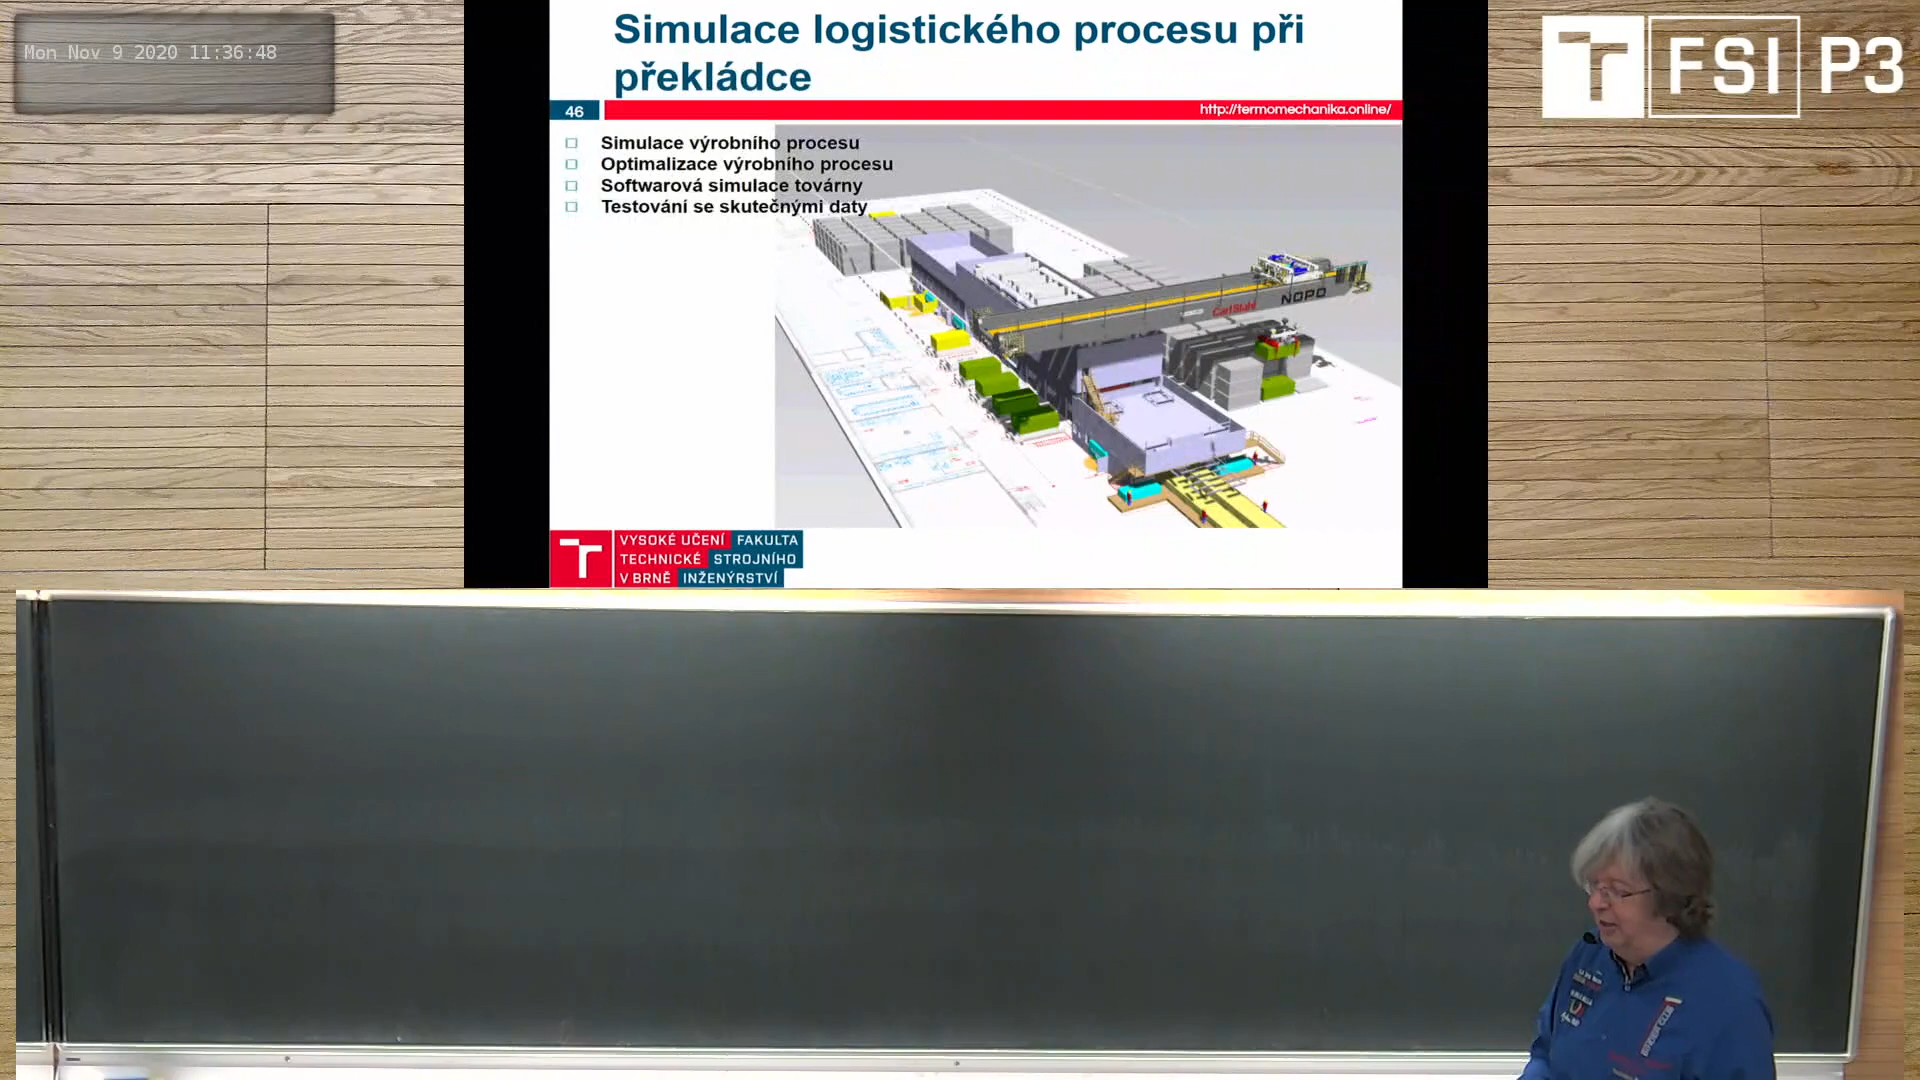 Mon Nov 9 2020 11:36:48
Simulace logistického procesu při
překládce
46
http://termomechanika.online/
Simulace výrobního procesu
Optimalizace výrobního procesu
Softwarová simulace továrny
Testování se skutečnými daty
CarlStahl
NOPO
VYSOKÉ UČENÍ FAKULTA
TECHNICKÉ STROJNÍHO
V BRNĚ INŽENÝRSTVÍ
FSI P3